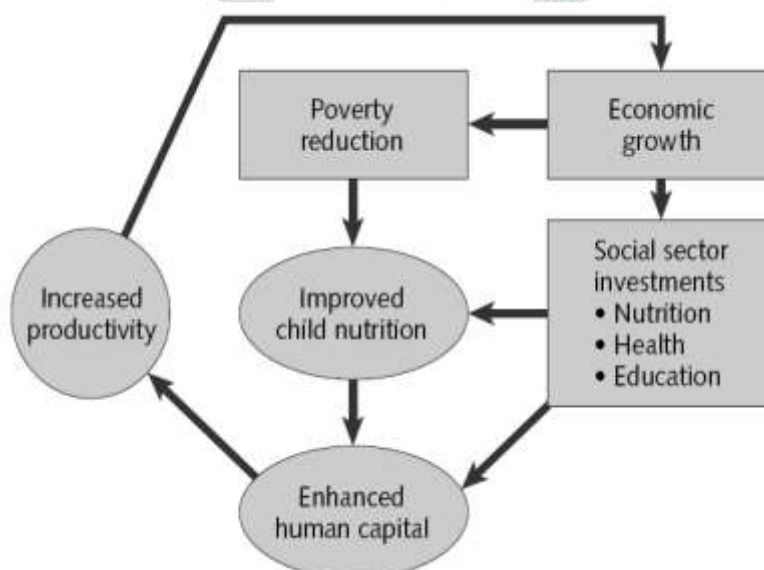 Poverty
reduction
Economic
growth
Increased
productivity
Improved
child nutrition
Social sector
investments
• Nutrition
• Health
• Education
Enhanced
human capital